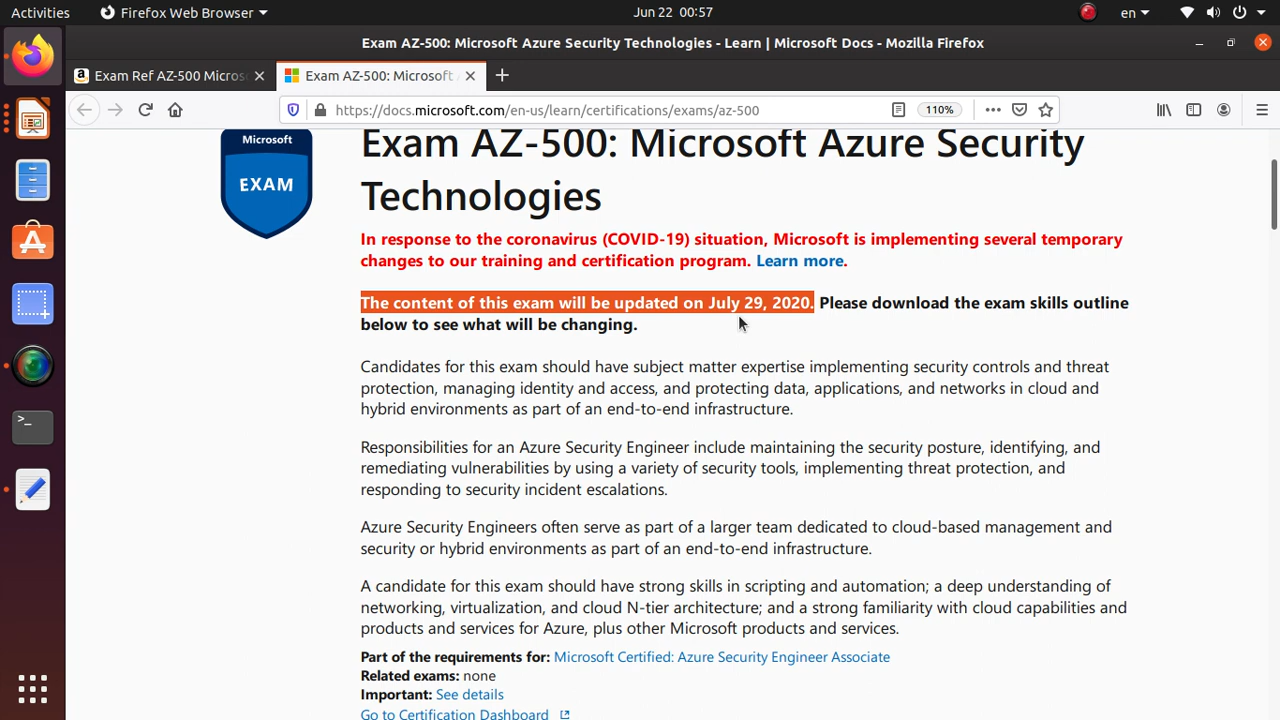 Activities
Firefox Web Browser
Jun 22 00:57
en
Exam AZ-500: Microsoft Azure Security Technologies - Learn | Microsoft Docs - Mozilla Firefox
Exam Ref AZ-500 Micros
Exam AZ-500: Microsoft
https://docs.microsoft.com/en-us/learn/certifications/exams/az-500
110%
Microsoft
EXAM
Exam AZ-500: Microsoft Azure Security
Technologies
In response to the coronavirus (COVID-19) situation, Microsoft is implementing several temporary
changes to our training and certification program. Learn more.
The content of this exam will be updated on July 29, 2020. Please download the exam skills outline
below to see what will be changing.
Candidates for this exam should have subject matter expertise implementing security controls and threat
protection, managing identity and access, and protecting data, applications, and networks in cloud and
hybrid environments as part of an end-to-end infrastructure.
Responsibilities for an Azure Security Engineer include maintaining the security posture, identifying, and
remediating vulnerabilities by using a variety of security tools, implementing threat protection, and
responding to security incident escalations.
Azure Security Engineers often serve as part of a larger team dedicated to cloud-based management and
security or hybrid environments as part of an end-to-end infrastructure.
A candidate for this exam should have strong skills in scripting and automation; a deep understanding of
networking, virtualization, and cloud N-tier architecture; and a strong familiarity with cloud capabilities and
products and services for Azure, plus other Microsoft products and services.
Part of the requirements for: Microsoft Certified: Azure Security Engineer Associate
Related exams: none
Important: See details
Go to Certification Dashboard